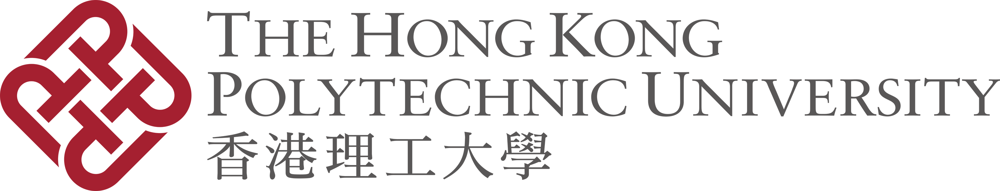 THE HONG KONG
POLYTECHNIC UNIVERSITY
香港理工大學